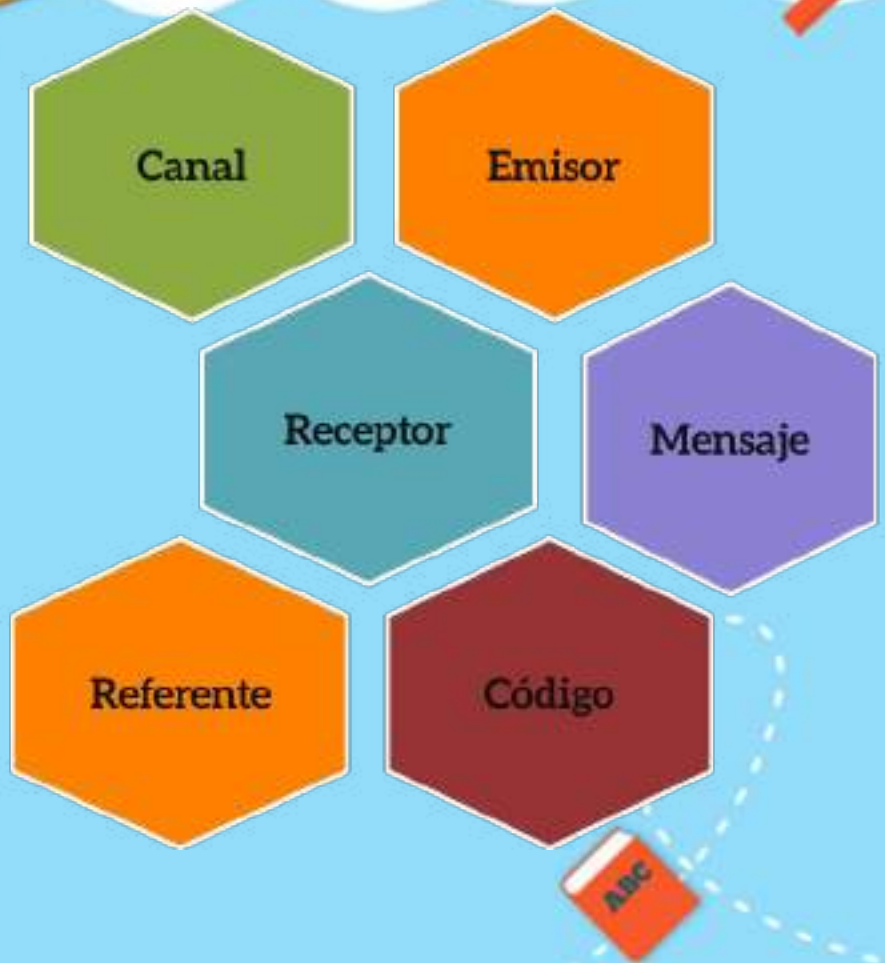 Canal
Emisor
Receptor
Mensaje
Referente
Código
ABC